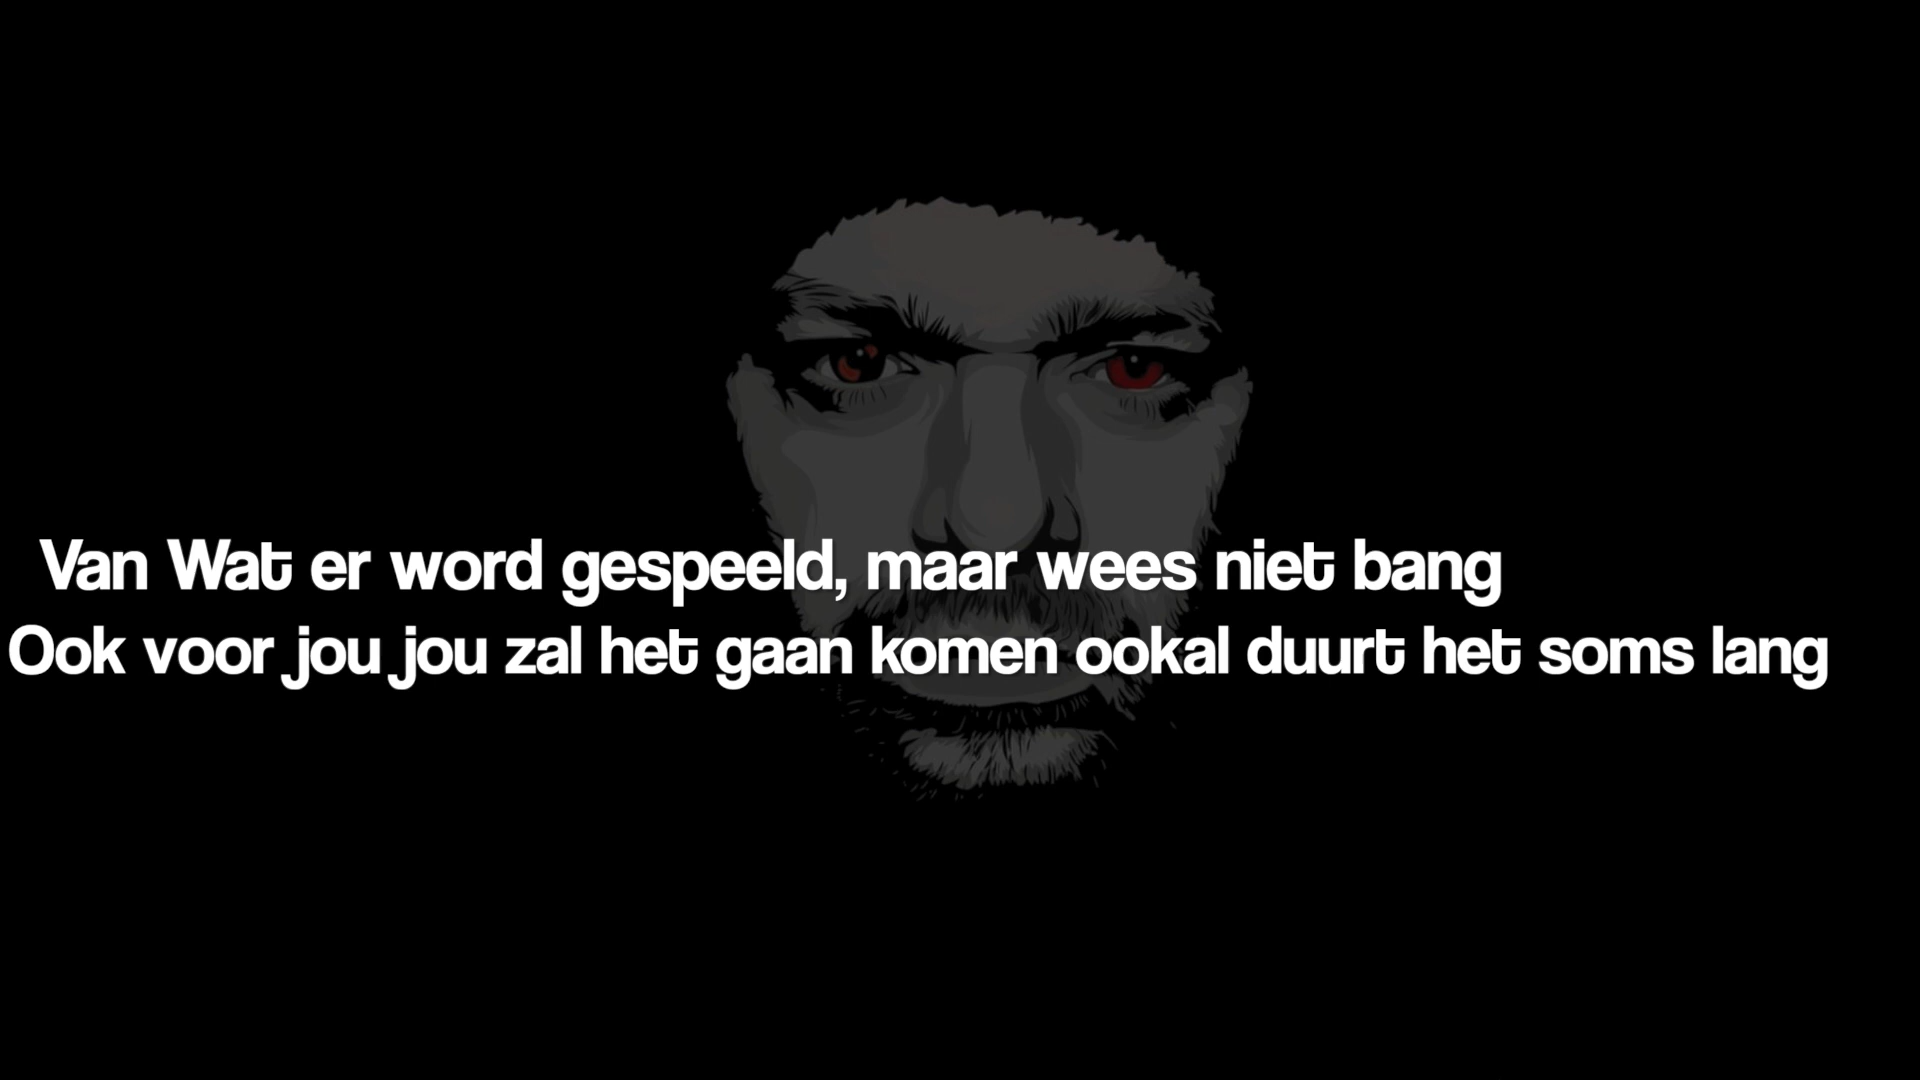 Van Wat er word gespeeld, maar wees niet bang
Ook voor jou jou zal het gaan komen ookal duurt het soms lang